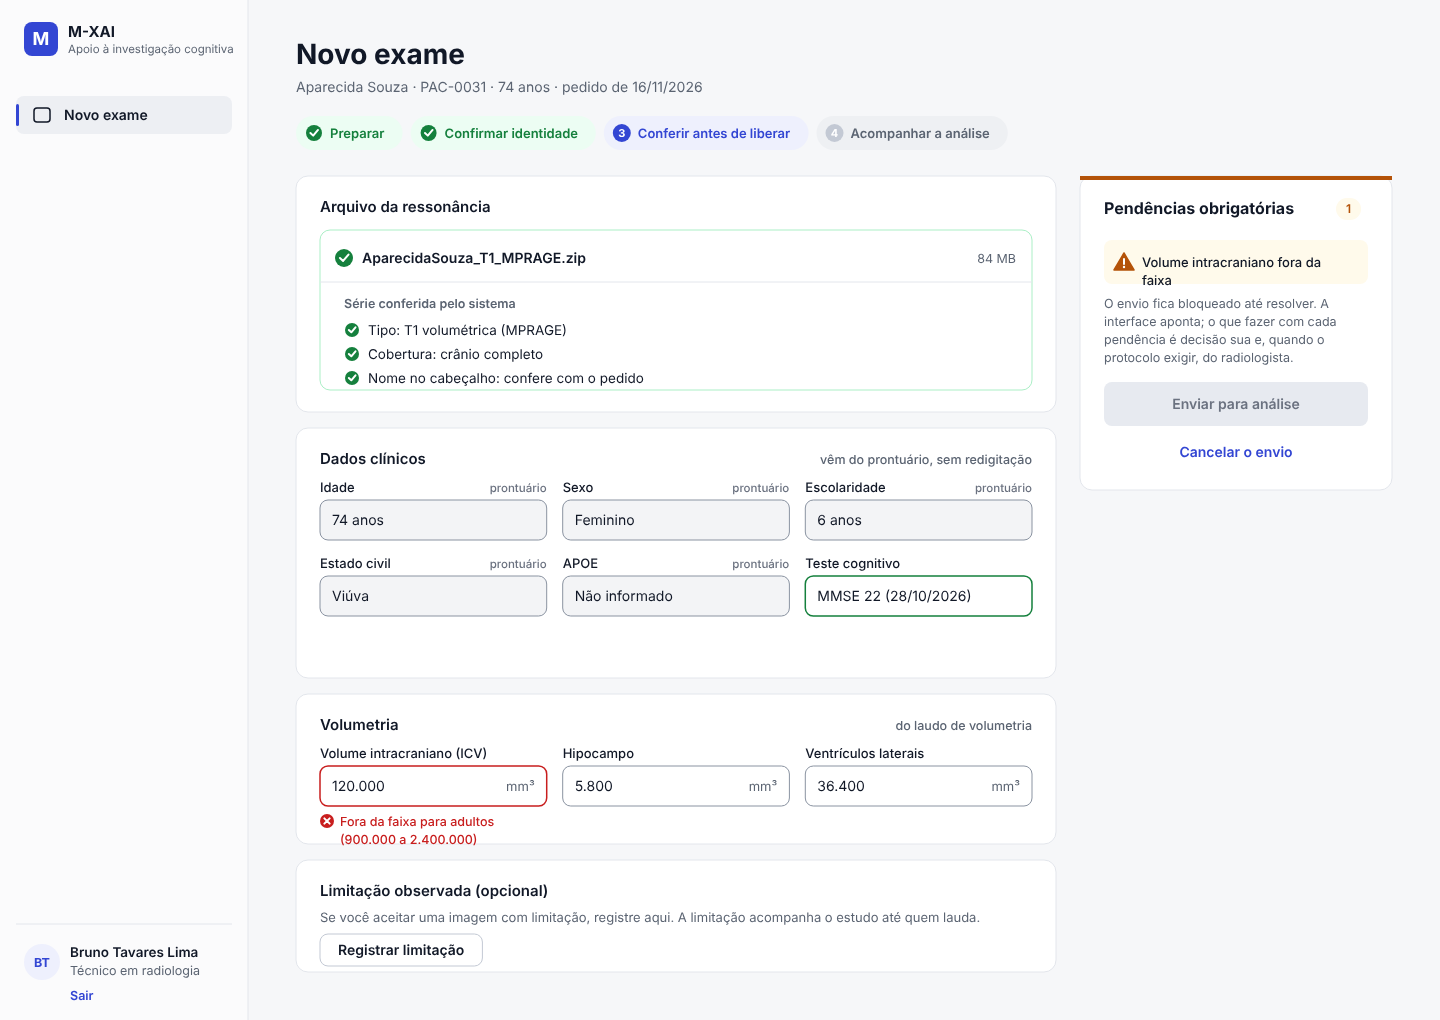 M
M-XAI
Apoio à investigação cognitiva
Novo exame
Bruno Tavares Lima
BT
Técnico em radiologia
Sair
Novo exame
Aparecida Souza · PAC-0031 · 74 anos · pedido de 16/11/2026
Preparar
Confirmar identidade
3 Conferir antes de liberar
4 Acompanhar a análise
Arquivo da ressonância
AparecidaSouza_T1_MPRAGE.zip 84 MB
Série conferida pelo sistema
Tipo: T1 volumétrica (MPRAGE)
Cobertura: crânio completo
Nome no cabeçalho: confere com o pedido
Dados clínicos vêm do prontuário, sem redigitação
Idade prontuário Sexo prontuário Escolaridade prontuário
74 anos Feminino 6 anos
Estado civil prontuário APOE prontuário Teste cognitivo
Viúva Não informado MMSE 22 (28/10/2026)
Volumetria do laudo de volumetria
Volume intracraniano (ICV) Hipocampo Ventrículos laterais
120.000 mm³ 5.800 mm³ 36.400 mm³
Fora da faixa para adultos
(900.000 a 2.400.000)
Limitação observada (opcional)
Se você aceitar uma imagem com limitação, registre aqui. A limitação acompanha o estudo até quem lauda.
Registrar limitação
Pendências obrigatórias 1
Volume intracraniano fora da
faixa
O envio fica bloqueado até resolver. A
interface aponta; o que fazer com cada
pendência é decisão sua e, quando o
protocolo exigir, do radiologista.
Enviar para análise
Cancelar o envio